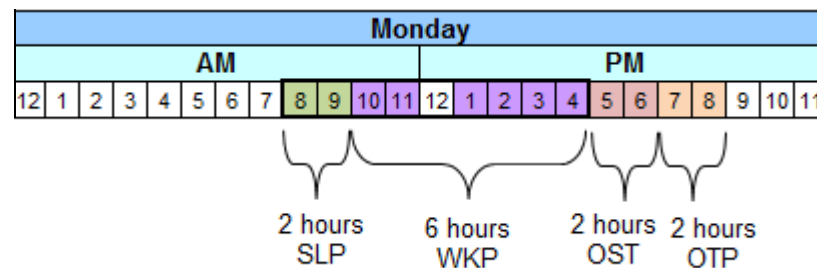 Monday
AM PM
12 1 2 3 4 5 6 7 8 9 10 11 12 1 2 3 4 5 6 7 8 9 10 11
2 hours 6 hours 2 hours 2 hours
SLP WKP OST OTP